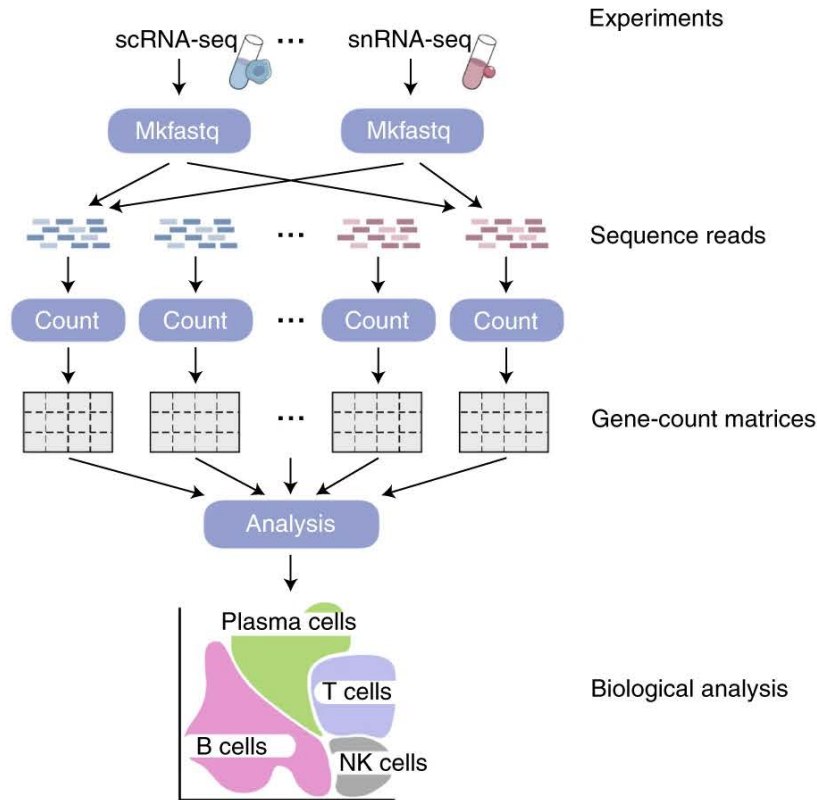 Experiments
scRNA-seq ... snRNA-seq
Mkfastq Mkfastq
... Sequence reads
Count Count ... Count Count
... Gene-count matrices
Analysis
Plasma cells
T cells
Biological analysis
B cells
NK cells